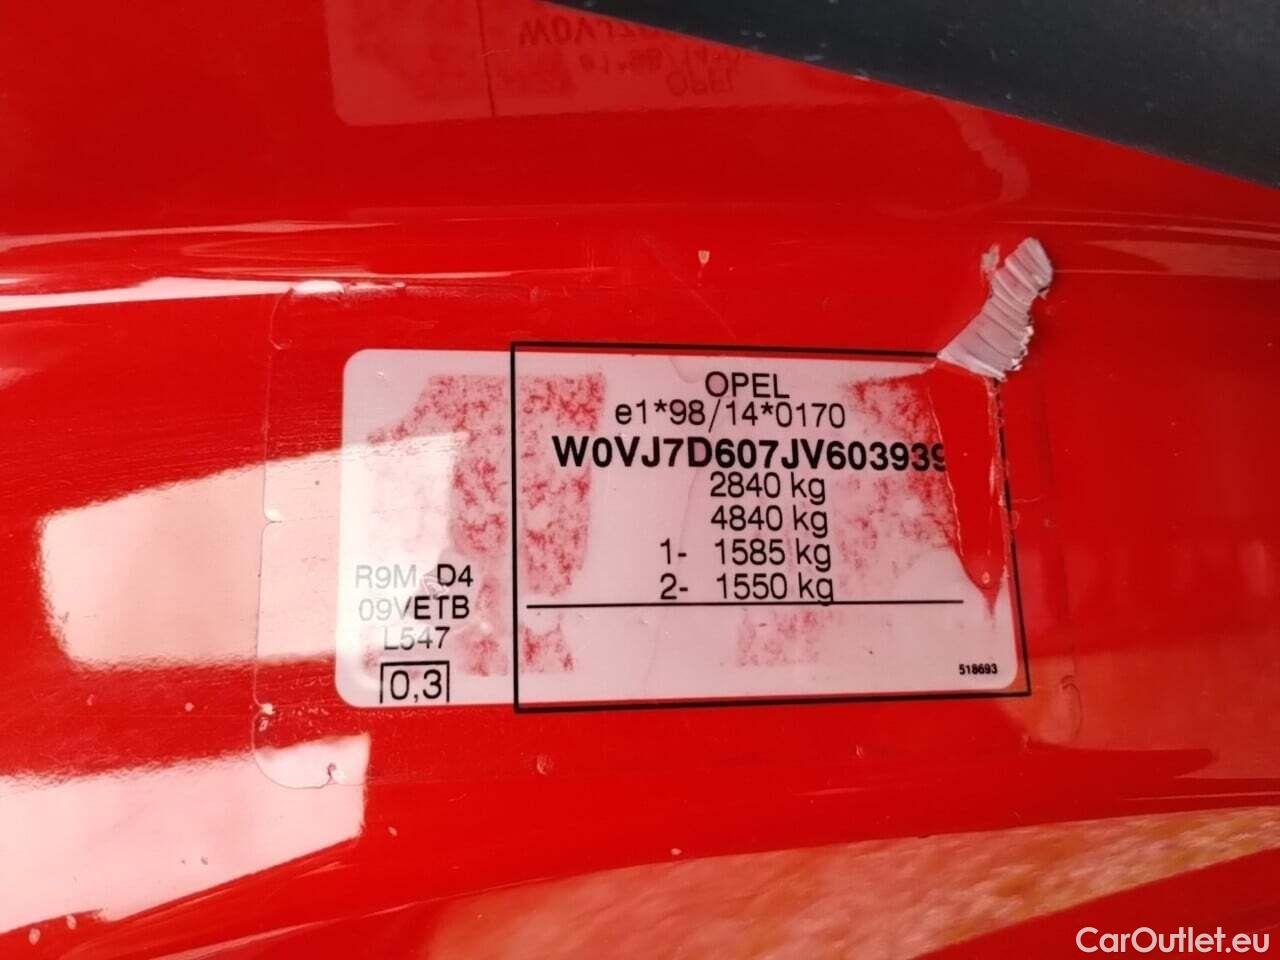 OPEL
e1*98/14*0170
W0VJ7D607JV603939
2840 kg
4840 kg
1- 1585 kg
2- 1550 kg
R9M D4
09VETB
L547
0,3
518693
CarOutlet.eu